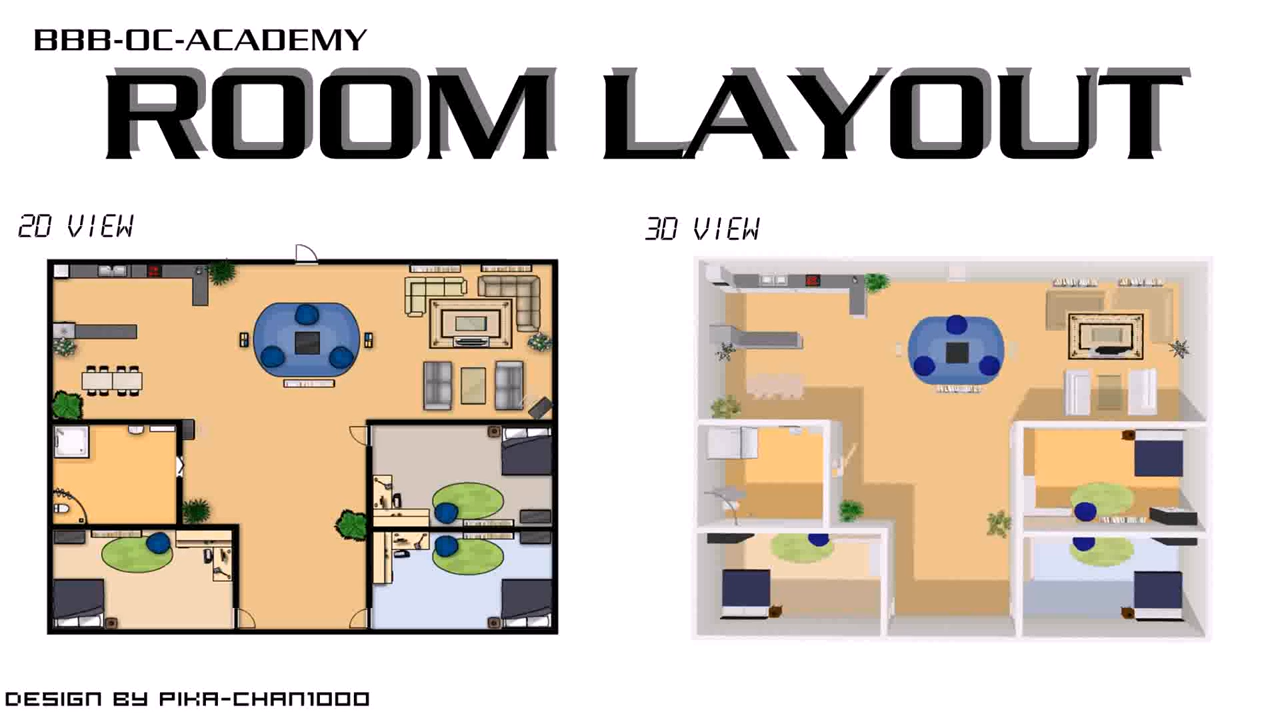 BBB-OC-ACADEMY
ROOM LAYOUT
2D VIEW
3D VIEW
DESIGN BY PIKA-CHAN1000